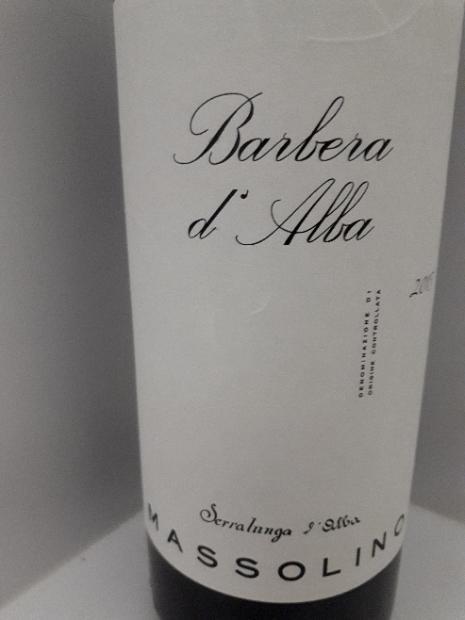 Barbera
d'Alba
DENOMINAZIONE DI
ORIGINE CONTROLLATA
Serralunga d'Alba
MASSOLINO